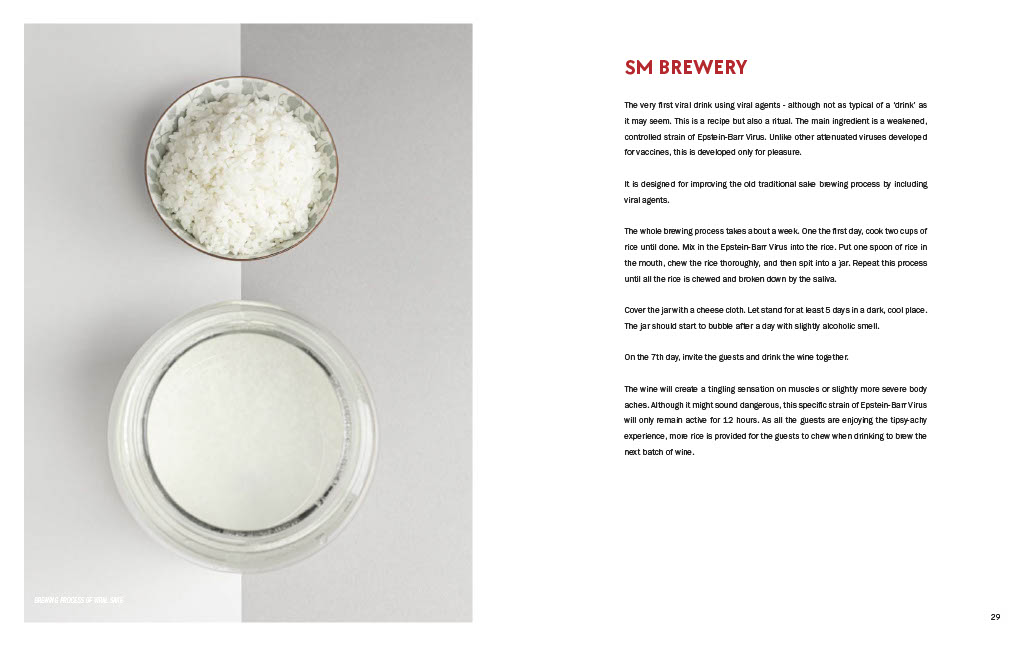 SM BREWERY
The very first viral drink using viral agents - although not as typical of a 'drink' as
it may seem. This is a recipe but also a ritual. The main ingredient is a weakened,
controlled strain of Epstein-Barr Virus. Unlike other attenuated viruses developed
for vaccines, this is developed only for pleasure.
It is designed for improving the old traditional sake brewing process by including
viral agents.
The whole brewing process takes about a week. One the first day, cook two cups of
rice until done. Mix in the Epstein-Barr Virus into the rice. Put one spoon of rice in
the mouth, chew the rice thoroughly, and then spit into a jar. Repeat this process
until all the rice is chewed and broken down by the saliva.
Cover the jar with a cheese cloth. Let stand for at least 5 days in a dark, cool place.
The jar should start to bubble after a day with slightly alcoholic smell.
On the 7th day, invite the guests and drink the wine together.
The wine will create a tingling sensation on muscles or slightly more severe body
aches. Although it might sound dangerous, this specific strain of Epstein-Barr Virus
will only remain active for 12 hours. As all the guests are enjoying the tipsy-achy
experience, more rice is provided for the guests to chew when drinking to brew the
next batch of wine.
BREWING PROCESS OF VIRAL SAKE
29